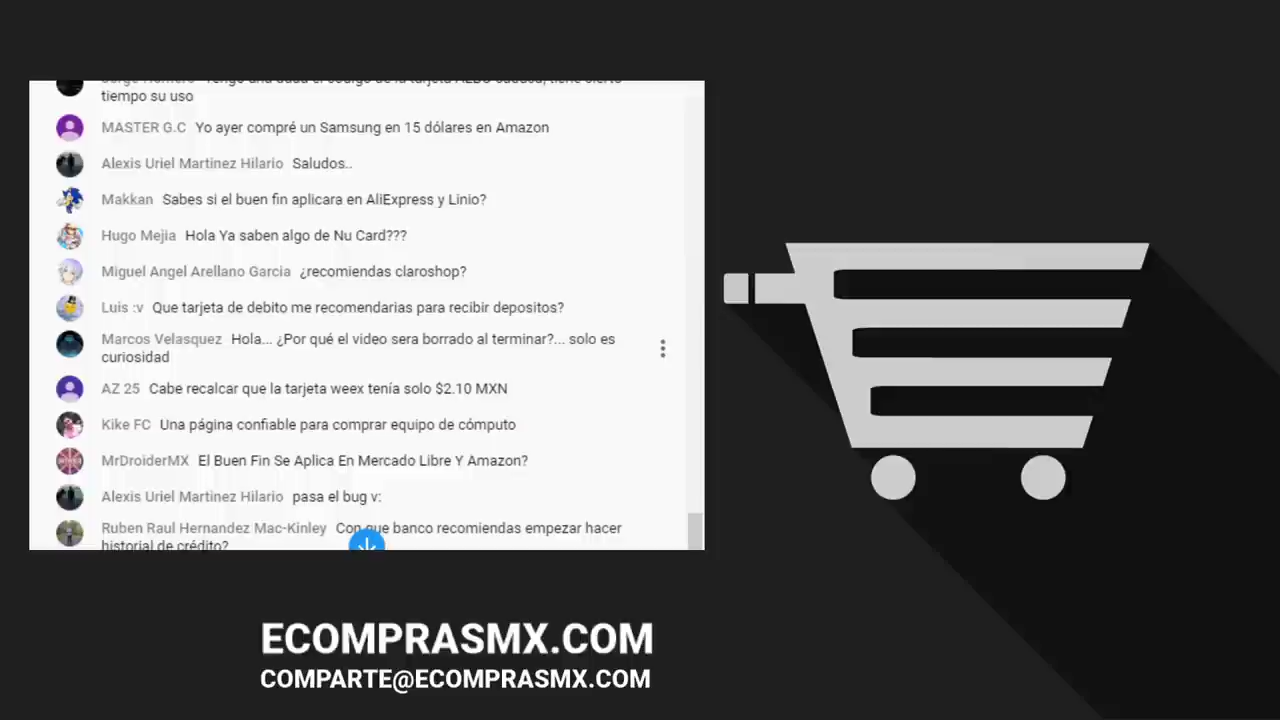 tiempo su uso
MASTER G.C Yo ayer compré un Samsung en 15 dólares en Amazon
Alexis Uriel Martinez Hilario Saludos..
Makkan Sabes si el buen fin aplicara en AliExpress y Linio?
Hugo Mejia Hola Ya saben algo de Nu Card???
Miguel Angel Arellano Garcia ¿recomiendas claroshop?
Luis :v Que tarjeta de debito me recomendarias para recibir depositos?
Marcos Velasquez Hola... ¿Por qué el video sera borrado al terminar?... solo es
curiosidad
AZ 25 Cabe recalcar que la tarjeta weex tenía solo $2.10 MXN
Kike FC Una página confiable para comprar equipo de cómputo
MrDroiderMX El Buen Fin Se Aplica En Mercado Libre Y Amazon?
Alexis Uriel Martinez Hilario pasa el bug v:
Ruben Raul Hernandez Mac-Kinley Con que banco recomiendas empezar hacer
historial de crédito?
ECOMPRASMX.COM
COMPARTE@ECOMPRASMX.COM